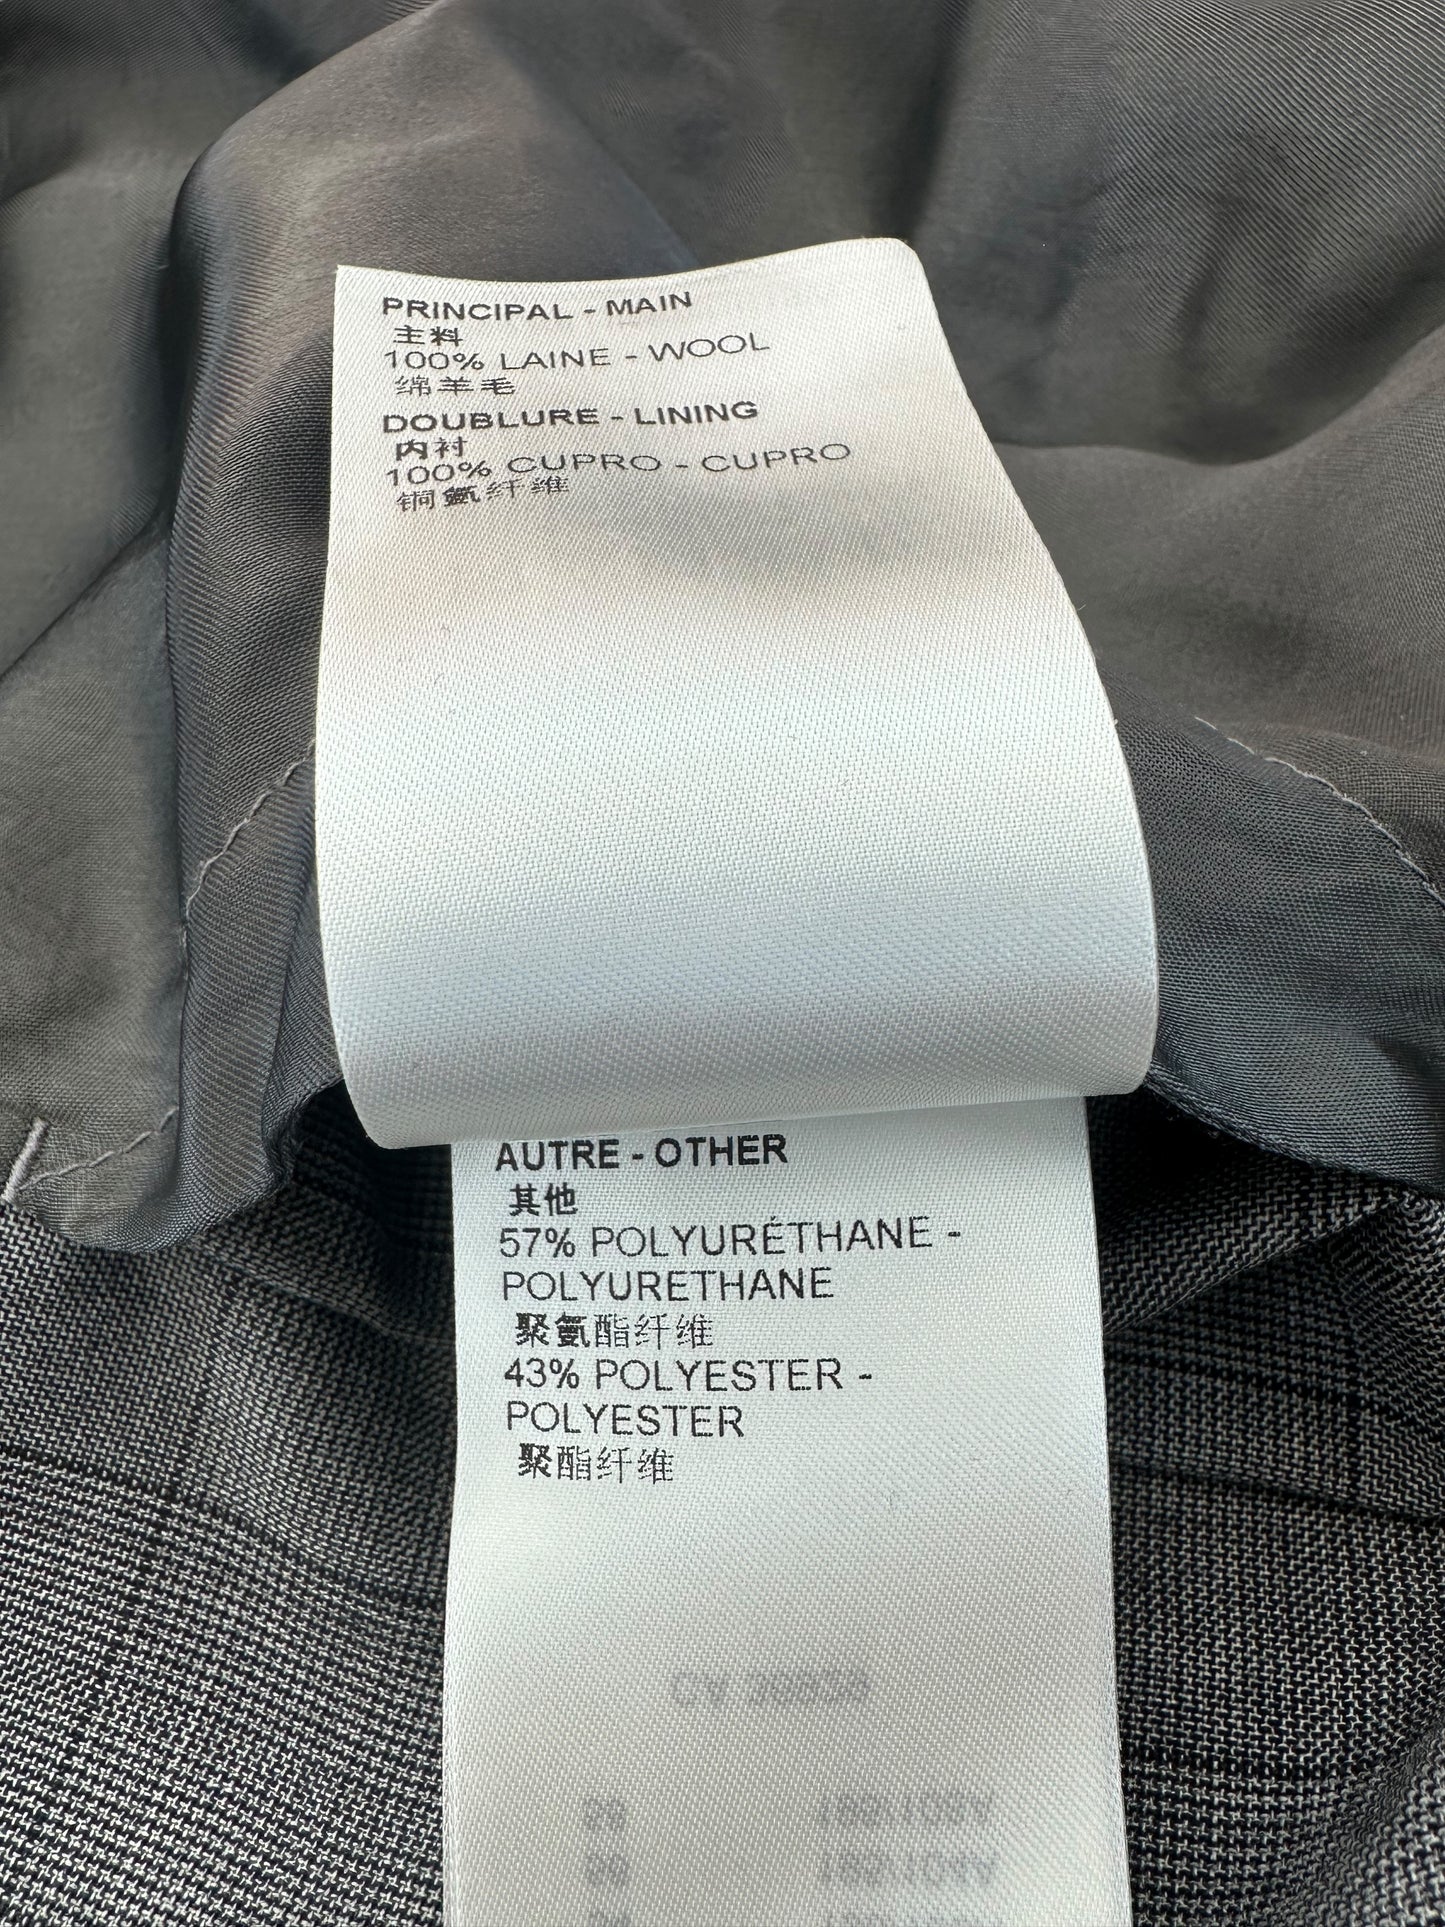 PRINCIPAL - MAIN
主料
100% LAINE - WOOL
绵羊毛
DOUBLURE - LINING
内衬
100% CUPRO - CUPRO
铜氨纤维
AUTRE - OTHER
其他
57% POLYURÉTHANE -
POLYURETHANE
聚氨酯纤维
43% POLYESTER -
POLYESTER
聚酯纤维